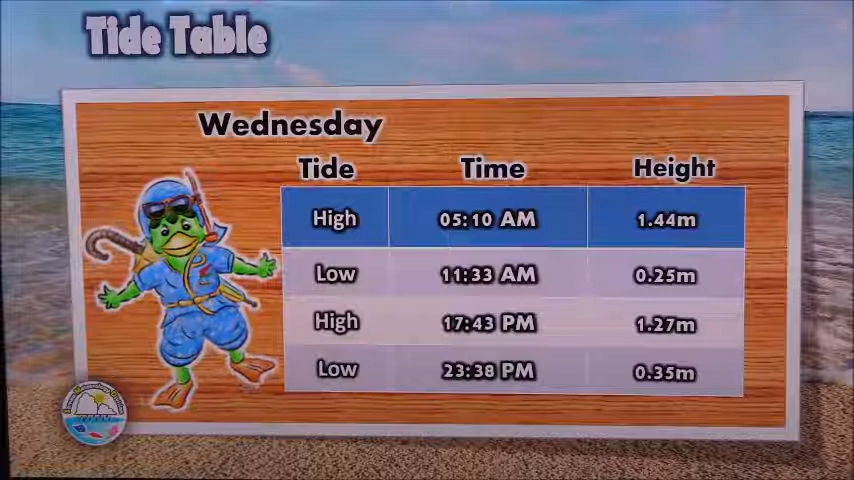 Tide Table
Wednesday
Tide Time Height
High 05:10 AM 1.44m
Low 11:33 AM 0.25m
High 17:43 PM 1.27m
Low 23:38 PM 0.35m